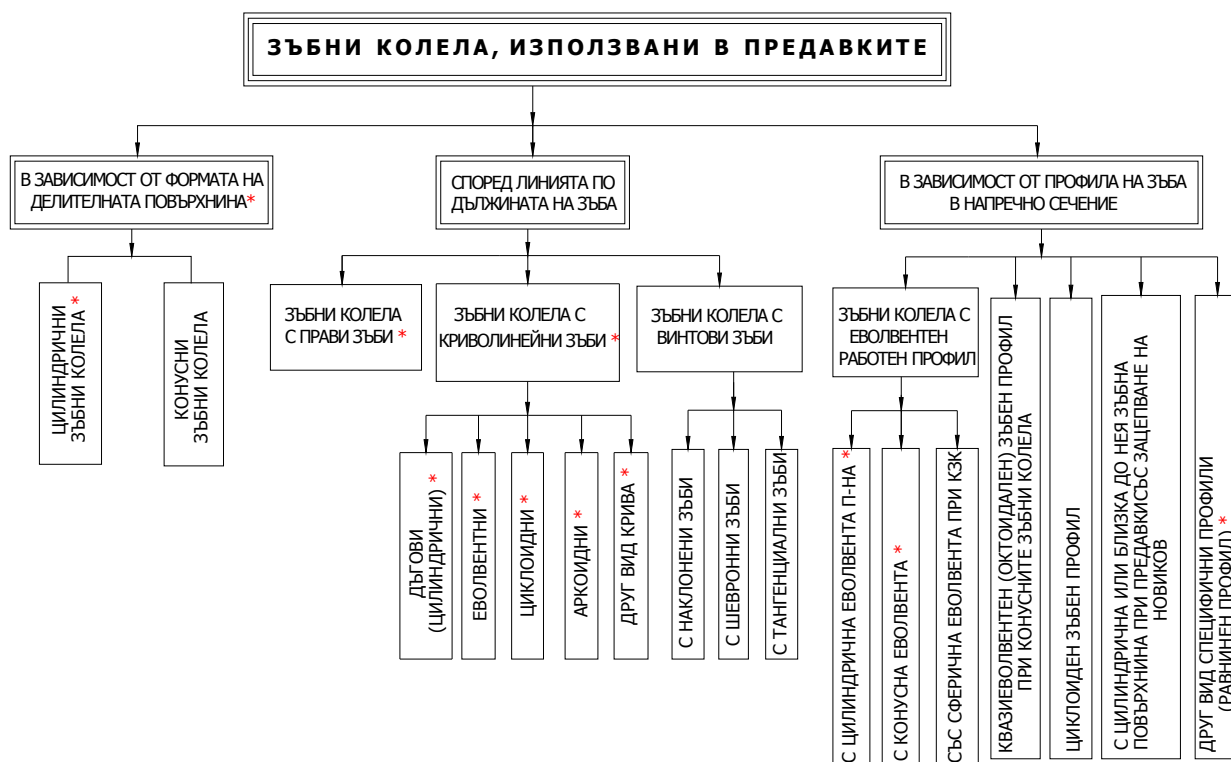 ЗЪБНИ КОЛЕЛА, ИЗПОЛЗВАНИ В ПРЕДАВКИТЕ
В ЗАВИСИМОСТ ОТ ФОРМАТА НА
ДЕЛИТЕЛНАТА ПОВЪРХНИНА*
СПОРЕД ЛИНИЯТА ПО
ДЪЛЖИНАТА НА ЗЪБА
В ЗАВИСИМОСТ ОТ ПРОФИЛА НА ЗЪБА
В НАПРЕЧНО СЕЧЕНИЕ
ЦИЛИНДРИЧНИ
ЗЪБНИ КОЛЕЛА *
КОНУСНИ
ЗЪБНИ КОЛЕЛА
ЗЪБНИ КОЛЕЛА
С ПРАВИ ЗЪБИ *
ЗЪБНИ КОЛЕЛА С
КРИВОЛИНЕЙНИ ЗЪБИ *
ЗЪБНИ КОЛЕЛА С
ВИНТОВИ ЗЪБИ
ЗЪБНИ КОЛЕЛА С
ЕВОЛВЕНТЕН
РАБОТЕН ПРОФИЛ
КВАЗИЕВОЛВЕНТЕН (ОКТОИДАЛЕН) ЗЪБЕН ПРОФИЛ
ПРИ КОНУСНИТЕ ЗЪБНИ КОЛЕЛА
ЦИКЛОИДЕН ЗЪБЕН ПРОФИЛ
С ЦИЛИНДРИЧНА ИЛИ БЛИЗКА ДО НЕЯ ЗЪБНА
ПОВЪРХНИНА ПРИ ПРЕДАВКИСЪС ЗАЦЕПВАНЕ НА
НОВИКОВ
ДРУГ ВИД СПЕЦИФИЧНИ ПРОФИЛИ
(РАВНИНЕН ПРОФИЛ) *
ДЪГОВИ
(ЦИЛИНДРИЧНИ) *
ЕВОЛВЕНТНИ *
ЦИКЛОИДНИ *
АРКОИДНИ *
ДРУГ ВИД КРИВА *
С НАКЛОНЕНИ ЗЪБИ
С ШЕВРОННИ ЗЪБИ
С ТАНГЕНЦИАЛНИ ЗЪБИ
С ЦИЛИНДРИЧНА ЕВОЛВЕНТА П-НА *
С КОНУСНА ЕВОЛВЕНТА *
СЪС СФЕРИЧНА ЕВОЛВЕНТА ПРИ КЗК